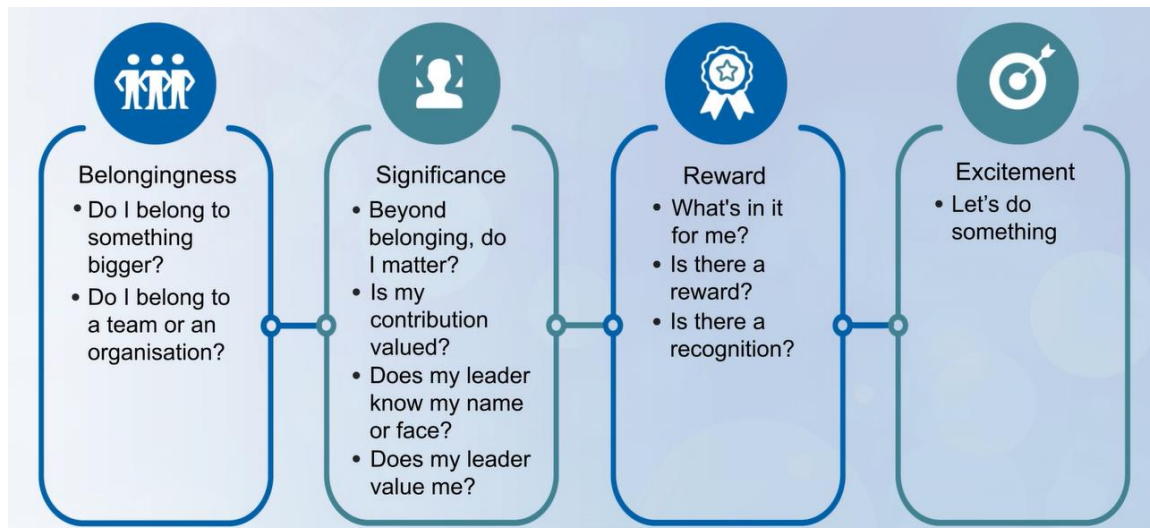 Belongingness
• Do I belong to
something
bigger?
• Do I belong to
a team or an
organisation?
Significance
• Beyond
belonging, do
I matter?
• Is my
contribution
valued?
• Does my leader
know my name
or face?
• Does my leader
value me?
Reward
• What's in it
for me?
• Is there a
reward?
• Is there a
recognition?
Excitement
• Let’s do
something